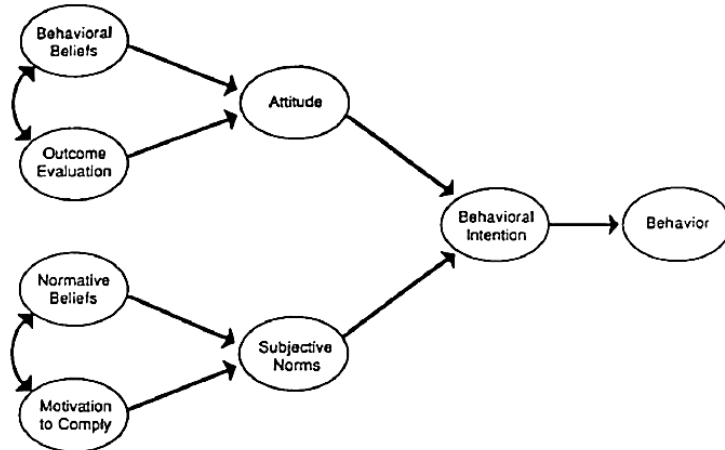 Behavioral
Beliefs
Attitude
Outcome
Evaluation
Behavioral
Intention
Behavior
Normative
Beliefs
Subjective
Norms
Motivation
to Comply